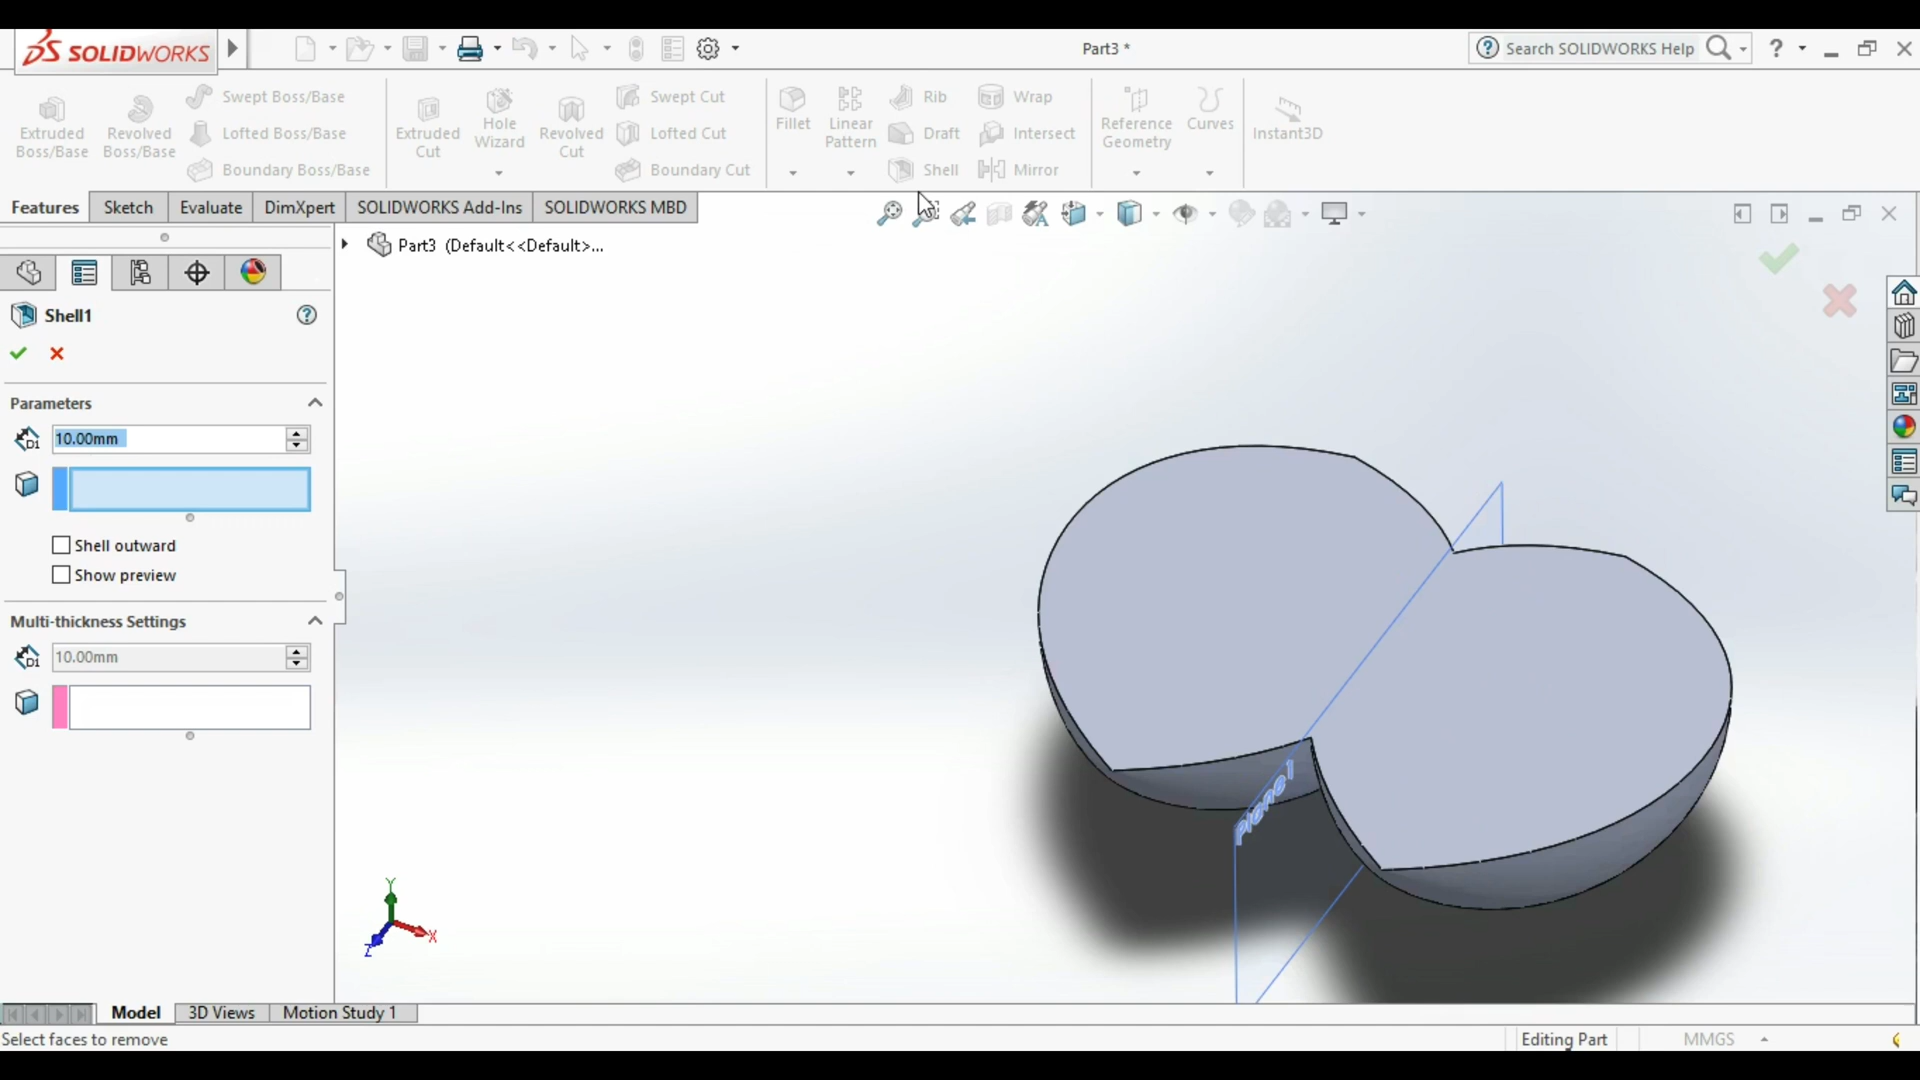 SOLIDWORKS
Part3 *
Search SOLIDWORKS Help
?
Extruded Boss/Base
Revolved Boss/Base
Swept Boss/Base
Lofted Boss/Base
Boundary Boss/Base
Extruded Cut
Hole Wizard
Revolved Cut
Swept Cut
Lofted Cut
Boundary Cut
Fillet
Linear Pattern
Rib
Draft
Shell
Wrap
Intersect
Mirror
Reference Geometry
Curves
Instant3D
Features
Sketch
Evaluate
DimXpert
SOLIDWORKS Add-Ins
SOLIDWORKS MBD
Part3 (Default<<Default>...
Shell1
?
Parameters
D1
10.00mm
Shell outward
Show preview
Multi-thickness Settings
D1
10.00mm
Plane1
Y
X
Z
Model
3D Views
Motion Study 1
Select faces to remove
Editing Part
MMGS